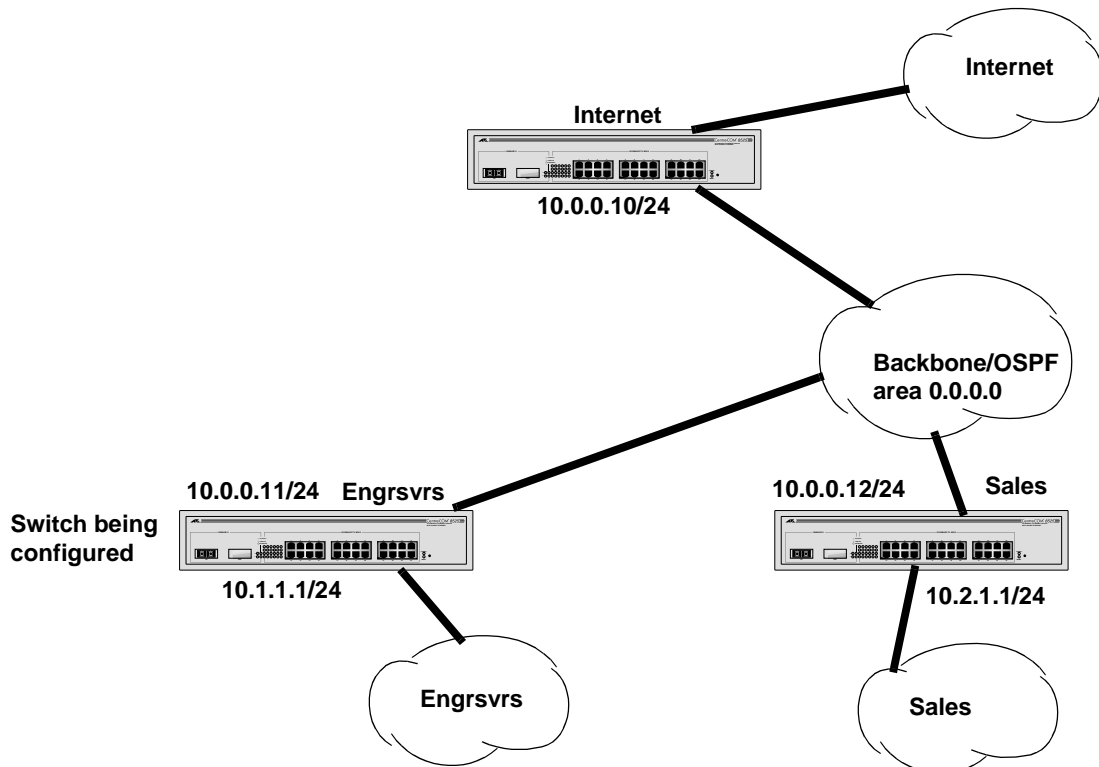 Internet
Internet
10.0.0.10/24
Backbone/OSPF
area 0.0.0.0
10.0.0.11/24
Engrsvrs
10.0.0.12/24
Sales
Switch being
configured
10.1.1.1/24
10.2.1.1/24
Engrsvrs
Sales